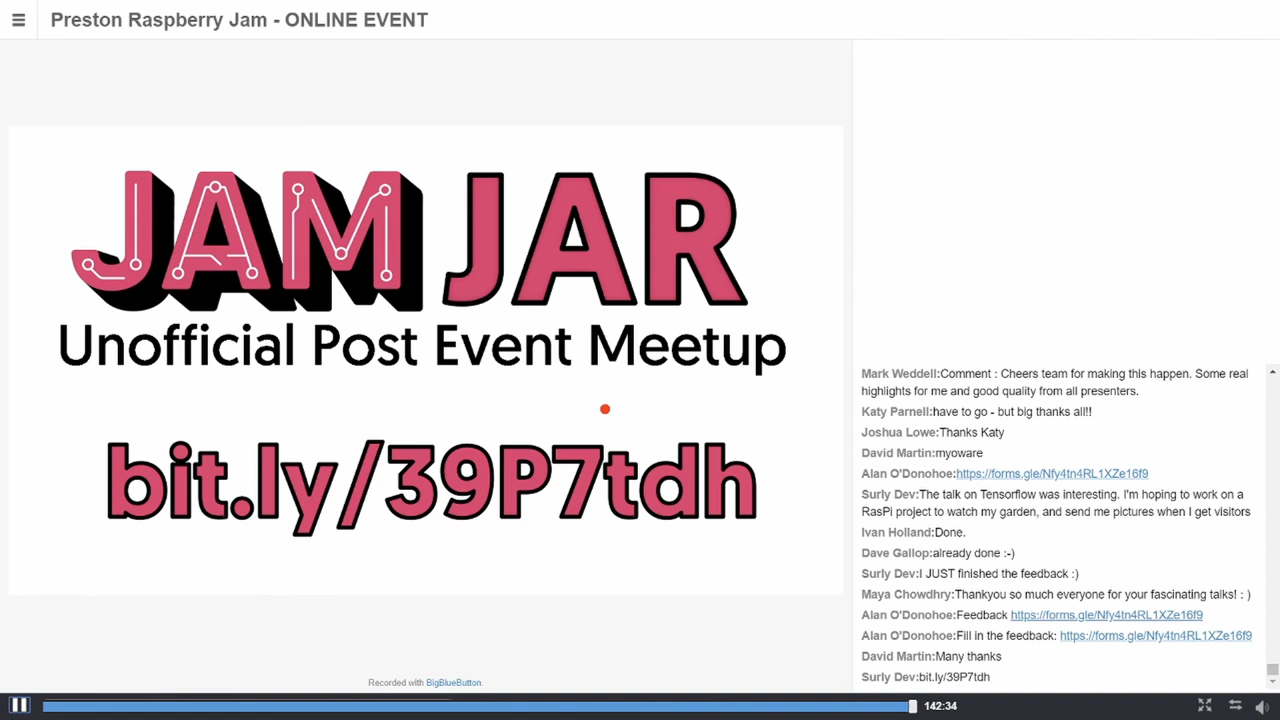 Preston Raspberry Jam - ONLINE EVENT
JAM JAR
Unofficial Post Event Meetup
bit.ly/39P7tdh
Mark Weddell:Comment : Cheers team for making this happen. Some real
highlights for me and good quality from all presenters.
Katy Parnell:have to go - but big thanks all!!
Joshua Lowe:Thanks Katy
David Martin:myoware
Alan O'Donohoe:https://forms.gle/Nfy4tn4RL1XZe16f9
Surly Dev:The talk on Tensorflow was interesting. I'm hoping to work on a
RasPi project to watch my garden, and send me pictures when I get visitors
Ivan Holland:Done.
Dave Gallop:already done :-)
Surly Dev:I JUST finished the feedback :)
Maya Chowdhry:Thankyou so much everyone for your fascinating talks! : )
Alan O'Donohoe:Feedback https://forms.gle/Nfy4tn4RL1XZe16f9
Alan O'Donohoe:Fill in the feedback: https://forms.gle/Nfy4tn4RL1XZe16f9
David Martin:Many thanks
Surly Dev:bit.ly/39P7tdh
Recorded with BigBlueButton.
142:34